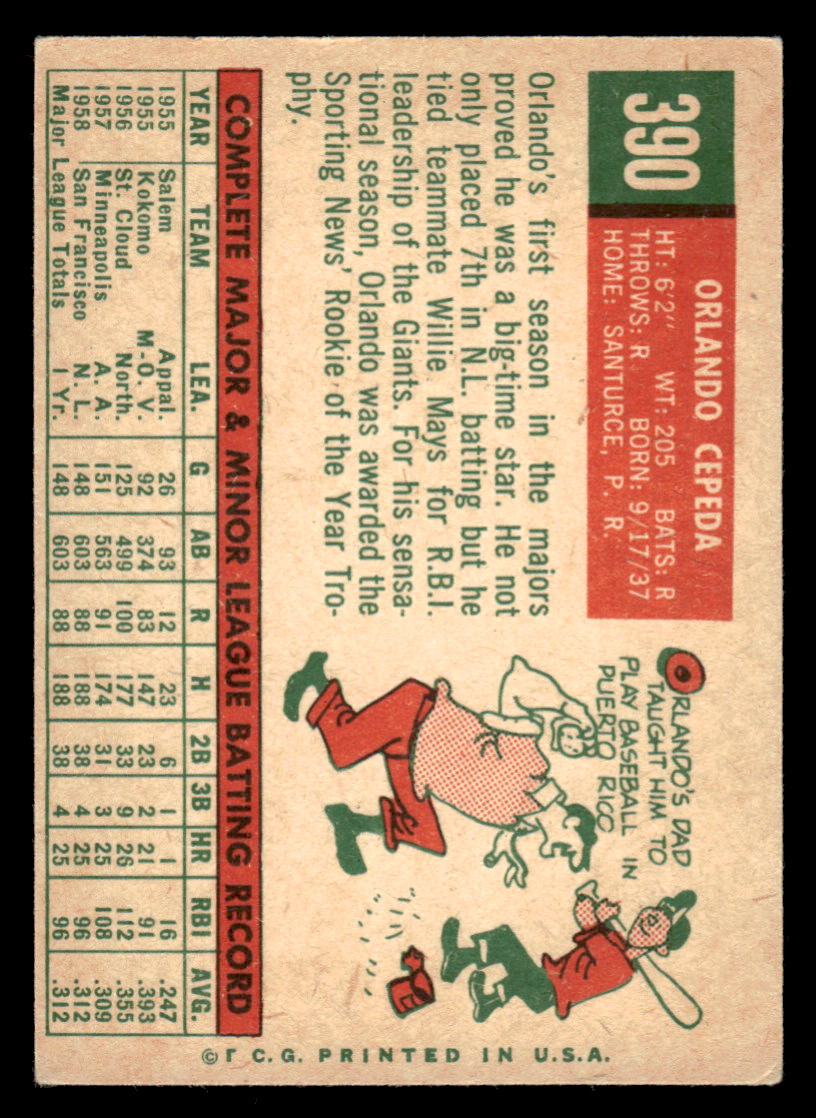 390
ORLANDO CEPEDA
HT: 6'2" WT: 205 BATS: R
THROWS: R BORN: 9/17/37
HOME: SANTURCE, P. R.
Orlando's first season in the majors
proved he was a big-time star. He not
only placed 7th in N.L. batting but he
tied teammate Willie Mays for R.B.I.
leadership of the Giants. For his sensa-
tional season, Orlando was awarded the
Sporting News' Rookie of the Year Tro-
phy.
ORLANDO'S DAD
TAUGHT HIM TO
PLAY BASEBALL IN
PUERTO RICO
COMPLETE MAJOR & MINOR LEAGUE BATTING RECORD
YEAR TEAM LEA. G AB R H 2B 3B HR RBI AVG.
1955 Salem Appal. 26 93 12 23 6 1 1 16 .247
1955 Kokomo M-O. V. 92 374 83 147 23 2 21 91 .393
1956 St. Cloud North. 125 499 100 177 33 9 26 112 .355
1957 Minneapolis A. A. 151 563 91 174 31 3 25 108 .309
1958 San Francisco N. L. 148 603 88 188 38 4 25 96 .312
Major League Totals 1 Yr. 148 603 88 188 38 4 25 96 .312
© T. C. G. PRINTED IN U.S.A.